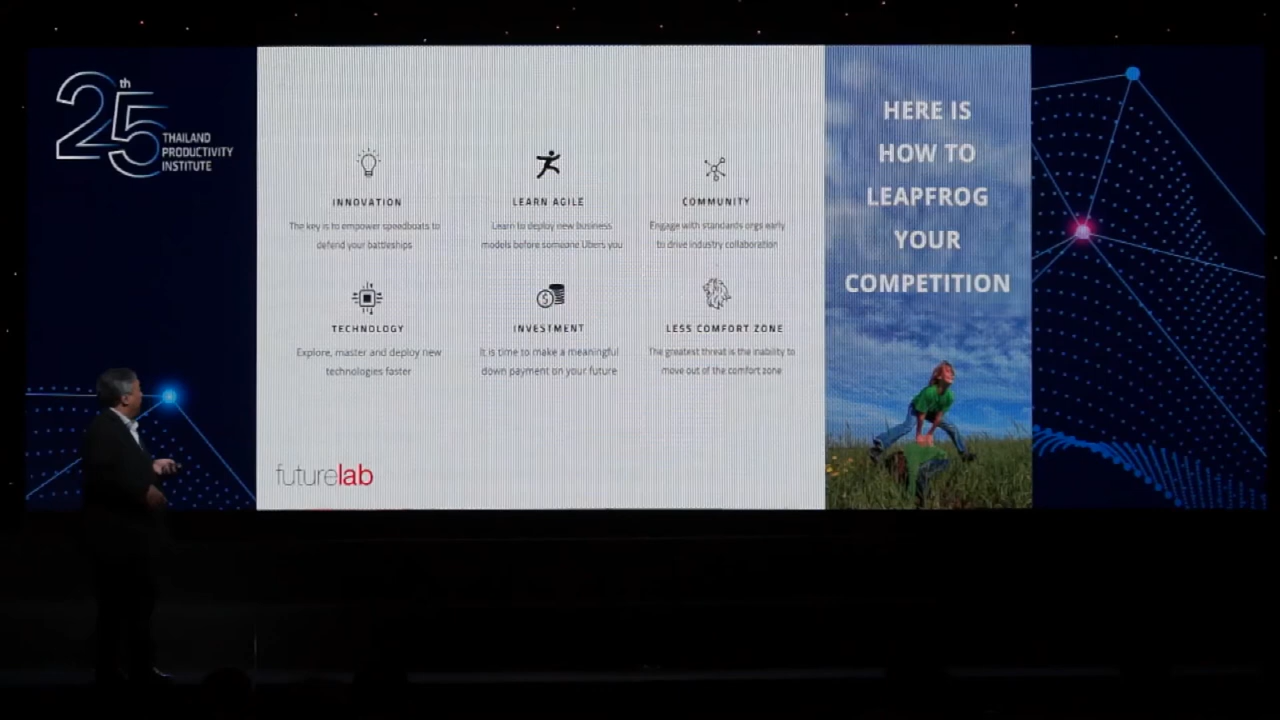 25th
THAILAND
PRODUCTIVITY
INSTITUTE
INNOVATION
The key is to empower speedboats to
defend your battleships
LEARN AGILE
Learn to deploy new business
models before someone Ubers you
COMMUNITY
Engage with standards orgs early
to drive industry collaboration
TECHNOLOGY
Explore, master and deploy new
technologies faster
INVESTMENT
It is time to make a meaningful
down payment on your future
LESS COMFORT ZONE
The greatest threat is the inability to
move out of the comfort zone
futurelab
HERE IS
HOW TO
LEAPFROG
YOUR
COMPETITION